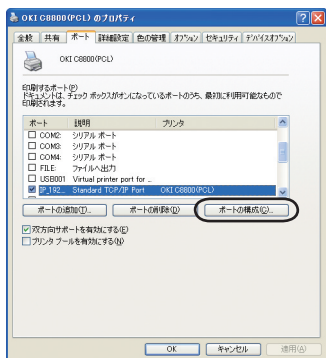 OKI C8800(PCL) のプロパティ
全般 共有 ポート 詳細設定 色の管理 オプション セキュリティ デバイスオプション
OKI C8800(PCL)
印刷するポート(P)
ドキュメントは、チェック ボックスがオンになっているポートのうち、最初に利用可能なもので
印刷されます。
ポート 説明 プリンタ
COM2: シリアル ポート
COM3: シリアル ポート
COM4: シリアル ポート
FILE: ファイルへ出力
USB001 Virtual printer port for ...
IP_192... Standard TCP/IP Port OKI C8800(PCL)
ポートの追加(T)... ポートの削除(D) ポートの構成(C)...
双方向サポートを有効にする(E)
プリンタ プールを有効にする(N)
OK キャンセル 適用(A)